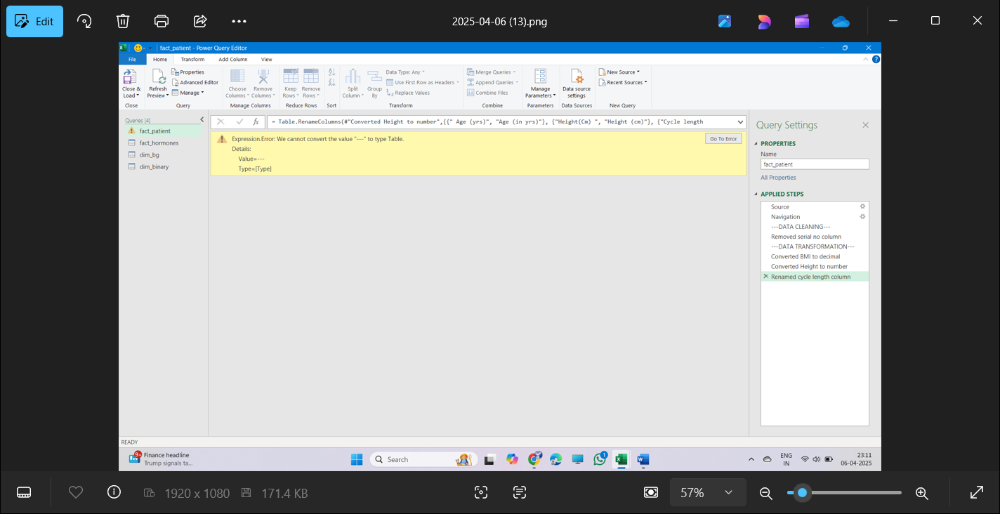 Edit
2025-04-06 (13).png
fact_patient - Power Query Editor
File Home Transform Add Column View
Close & Load
Refresh Preview
Properties
Advanced Editor
Manage
Choose Columns
Remove Columns
Keep Rows
Remove Rows
Split Column
Group By
Data Type: Any
Use First Row as Headers
Replace Values
Merge Queries
Append Queries
Combine Files
Manage Parameters
Data source settings
New Source
Recent Sources
Close Query Manage Columns Reduce Rows Sort Transform Combine Parameters Data Sources New Query
Queries [4]
fact_patient
fact_hormones
dim_bg
dim_binary
fx
= Table.RenameColumns(#"Converted Height to number",{{" Age (yrs)", "Age (in yrs)"}, {"Height(Cm) ", "Height (cm)"}, {"Cycle length
Expression.Error: We cannot convert the value "---" to type Table.
Details:
Value=---
Type=[Type]
Go To Error
Query Settings
PROPERTIES
Name
fact_patient
All Properties
APPLIED STEPS
Source
Navigation
---DATA CLEANING---
Removed serial no column
---DATA TRANSFORMATION---
Converted BMI to decimal
Converted Height to number
Renamed cycle length column
READY
9+
Finance headline
Trump signals ta...
Search
1
ENG
IN
23:11
06-04-2025
1920 x 1080
171.4 KB
57%